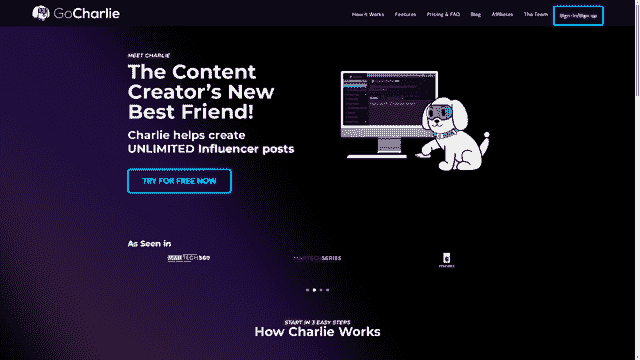 GoCharlie
How it Works Features Pricing & FAQ Blog Affiliates The Team Sign-In/Sign up
MEET CHARLIE
The Content
Creator's New
Best Friend!
Charlie helps create
UNLIMITED Influencer posts
TRY FOR FREE NOW
As Seen in
MARTECHSERIES
START IN 3 EASY STEPS
How Charlie Works